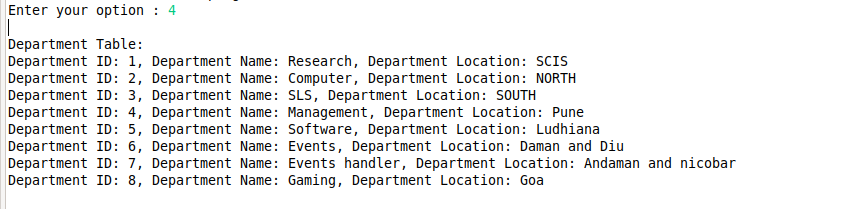 Enter your option : 4
Department Table:
Department ID: 1, Department Name: Research, Department Location: SCIS
Department ID: 2, Department Name: Computer, Department Location: NORTH
Department ID: 3, Department Name: SLS, Department Location: SOUTH
Department ID: 4, Department Name: Management, Department Location: Pune
Department ID: 5, Department Name: Software, Department Location: Ludhiana
Department ID: 6, Department Name: Events, Department Location: Daman and Diu
Department ID: 7, Department Name: Events handler, Department Location: Andaman and nicobar
Department ID: 8, Department Name: Gaming, Department Location: Goa